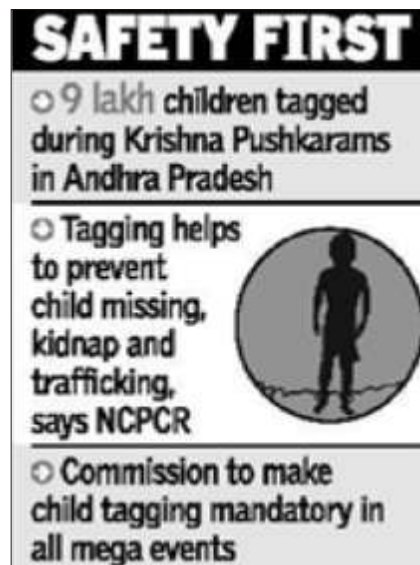 SAFETY FIRST
9 lakh children tagged
during Krishna Pushkarams
in Andhra Pradesh
Tagging helps
to prevent
child missing,
kidnap and
trafficking,
says NCPCR
Commission to make
child tagging mandatory in
all mega events